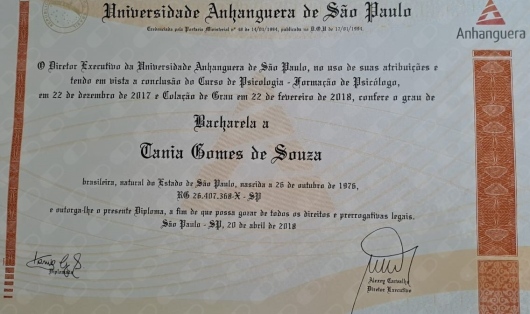 Universidade Anhanguera de São Paulo
Anhanguera
O Diretor Executivo da Universidade Anhanguera de São Paulo, no uso de suas atribuições e
tendo em vista a conclusão do Curso de Psicologia - Formação de Psicólogo,
em 22 de dezembro de 2017 e Colação de Grau em 22 de fevereiro de 2018, confere o grau de
Bacharela a
Tania Gomes de Souza
brasileira, natural do Estado de São Paulo, nascida a 26 de outubro de 1976,
RG 26.407.368-X - SP
e outorga-lhe o presente Diploma, a fim de que possa gozar de todos os direitos e prerrogativas legais.
São Paulo - SP, 20 de abril de 2018
Diretor Executivo